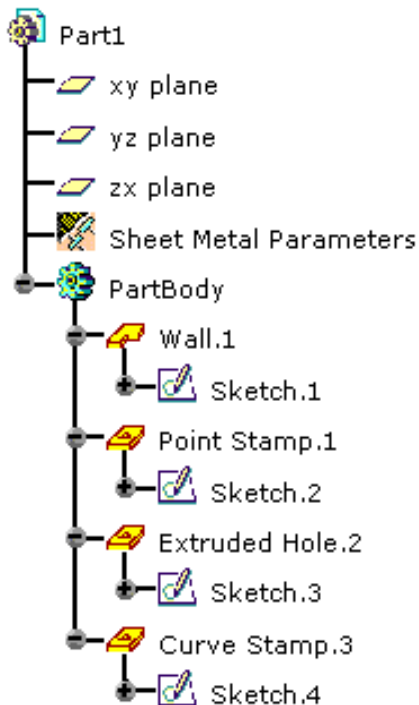 Part1
xy plane
yz plane
zx plane
Sheet Metal Parameters
PartBody
Wall.1
Sketch.1
Point Stamp.1
Sketch.2
Extruded Hole.2
Sketch.3
Curve Stamp.3
Sketch.4